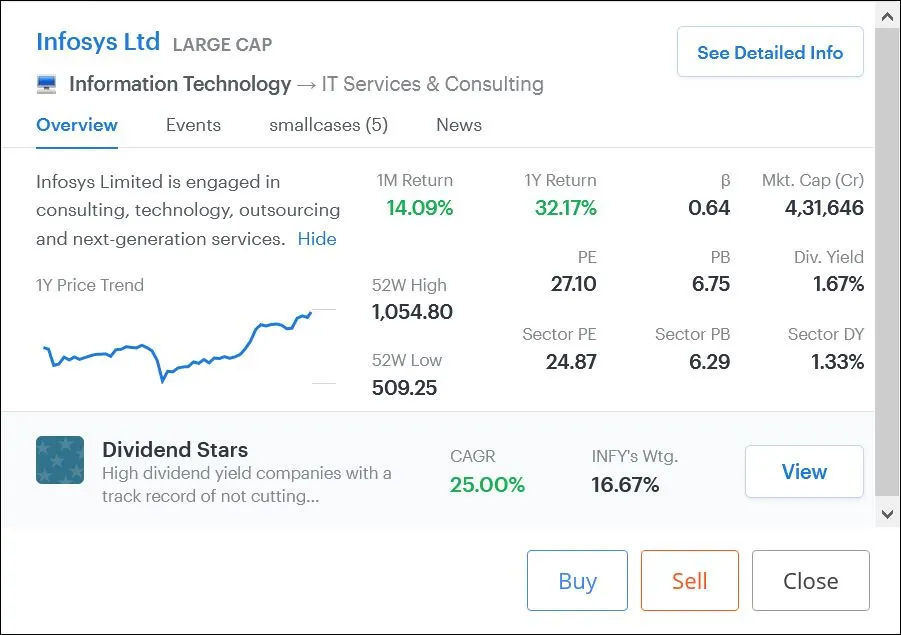 Infosys Ltd LARGE CAP
See Detailed Info
Information Technology → IT Services & Consulting
Overview Events smallcases (5) News
Infosys Limited is engaged in
consulting, technology, outsourcing
and next-generation services. Hide
1Y Price Trend
1M Return
14.09%
1Y Return
32.17%
β
0.64
Mkt. Cap (Cr)
4,31,646
52W High
1,054.80
PE
27.10
PB
6.75
Div. Yield
1.67%
52W Low
509.25
Sector PE
24.87
Sector PB
6.29
Sector DY
1.33%
Dividend Stars
High dividend yield companies with a
track record of not cutting...
CAGR
25.00%
INFY's Wtg.
16.67%
View
Buy Sell Close